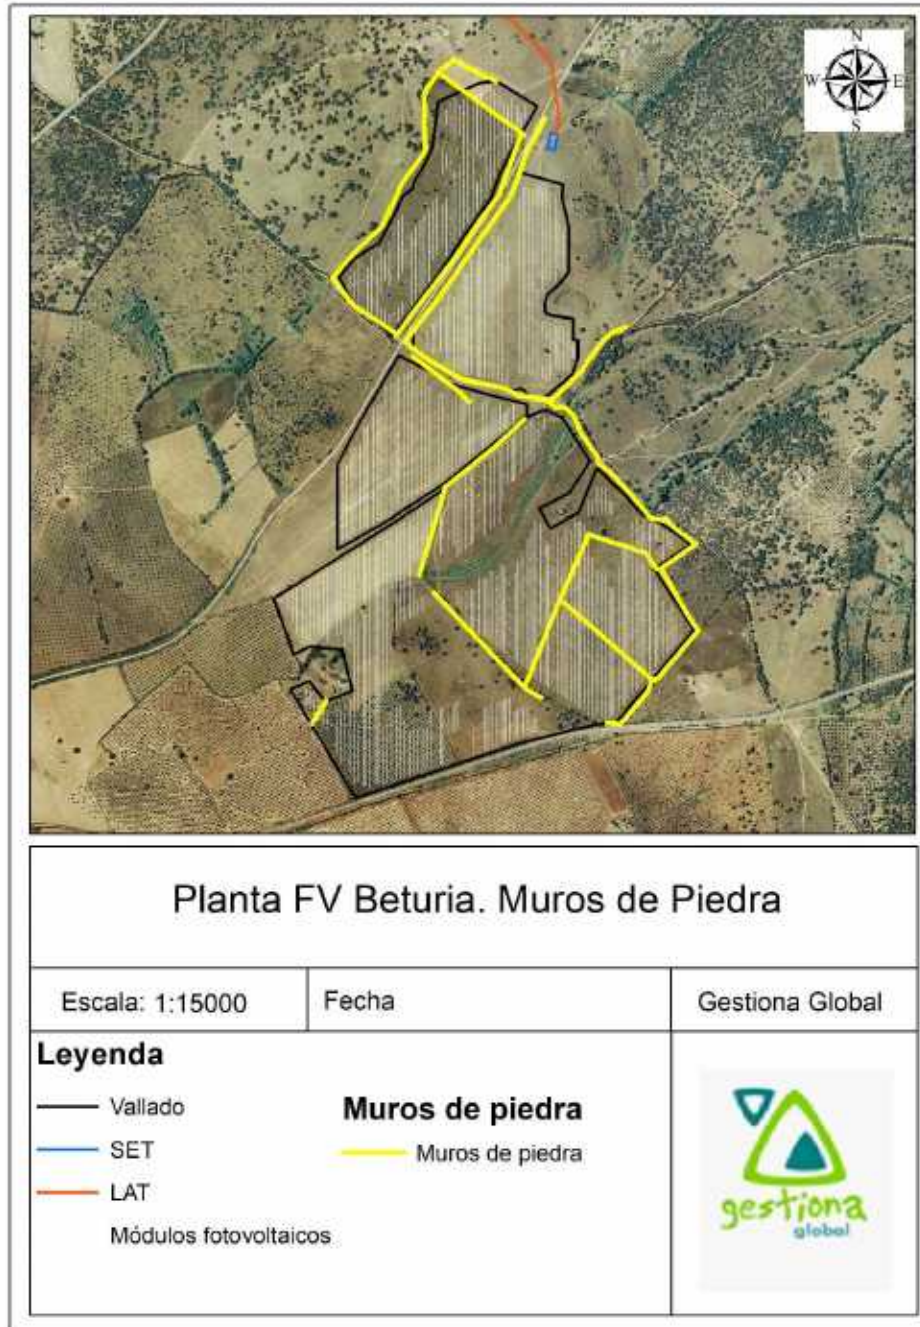 N
W E
S
Planta FV Beturia. Muros de Piedra
Escala: 1:15000
Fecha
Gestiona Global
Leyenda
Vallado
SET
LAT
Módulos fotovoltaicos
Muros de piedra
Muros de piedra
gestiona
global